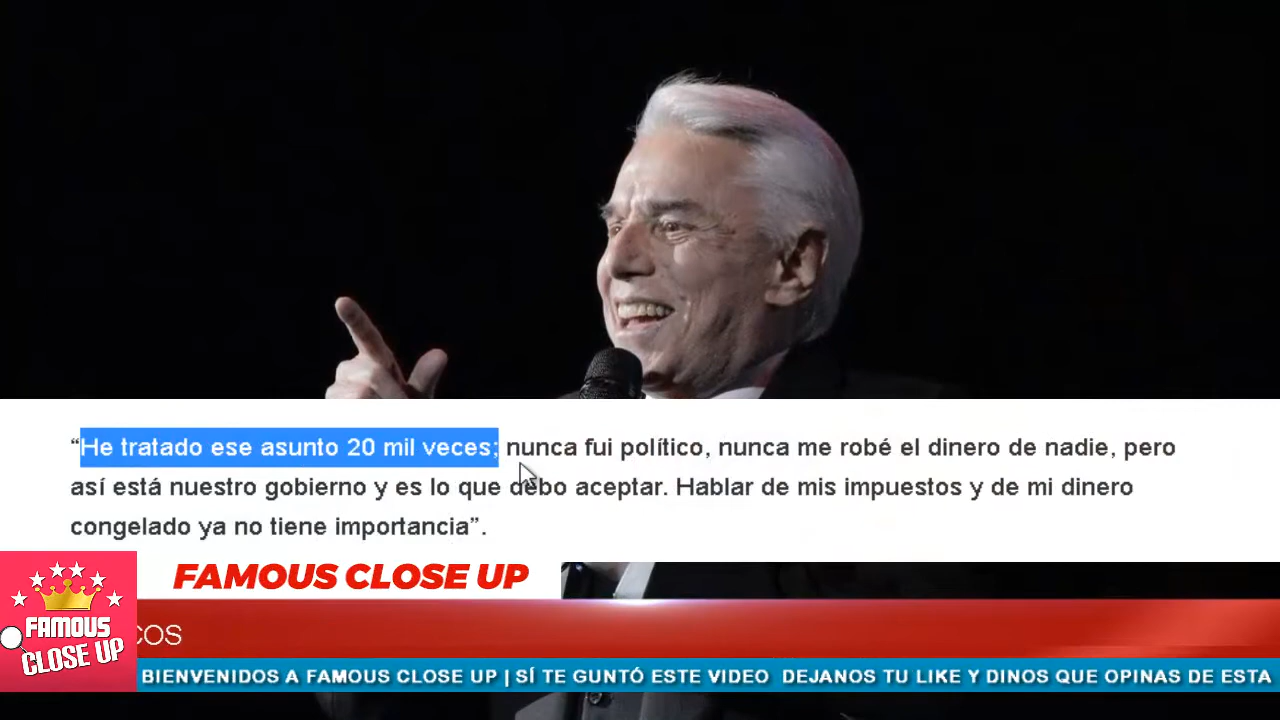 “He tratado ese asunto 20 mil veces; nunca fui político, nunca me robé el dinero de nadie, pero
así está nuestro gobierno y es lo que debo aceptar. Hablar de mis impuestos y de mi dinero
congelado ya no tiene importancia”.
FAMOUS CLOSE UP
COS
FAMOUS
CLOSE UP
BIENVENIDOS A FAMOUS CLOSE UP | SÍ TE GUNTÓ ESTE VIDEO DEJANOS TU LIKE Y DINOS QUE OPINAS DE ESTA